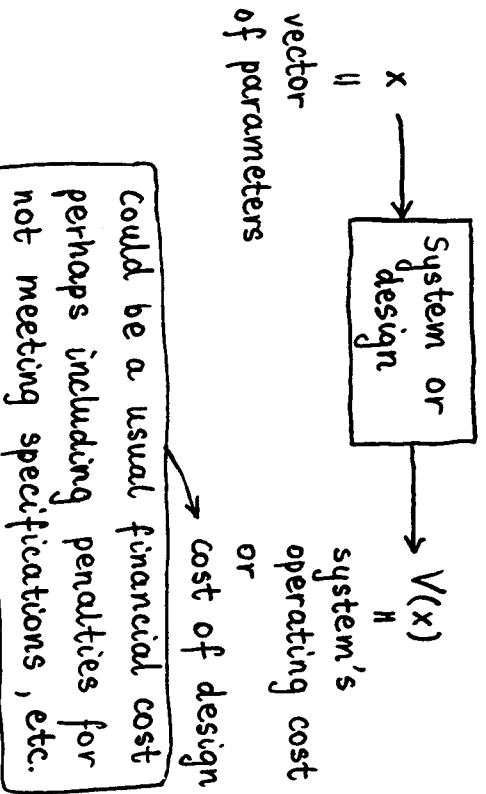 x
=
vector
of parameters
System or
design
V(x)
=
system's
operating cost
or
cost of design
Could be a usual financial cost
perhaps including penalties for
not meeting specifications, etc.